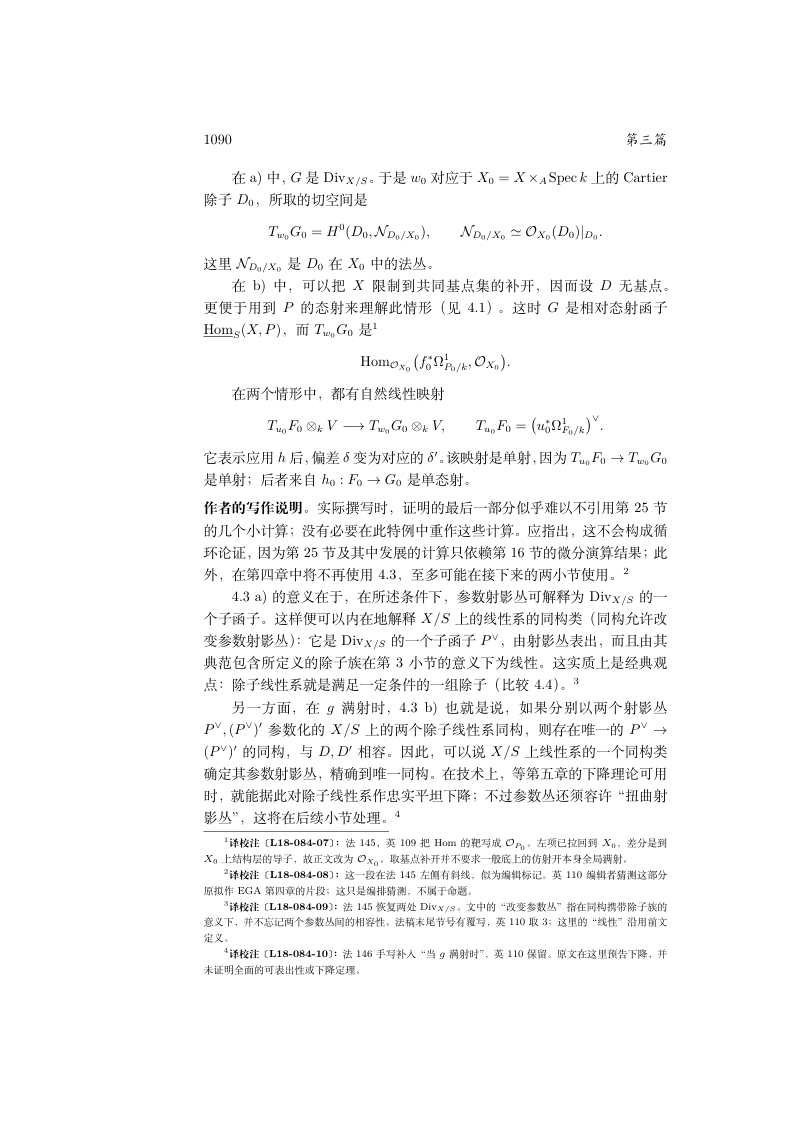 1090 第三篇
在 a) 中, G 是 Div_{X/S}。于是 w_0 对应于 X_0 = X ×_A Spec k 上的 Cartier
除子 D_0，所取的切空间是
T_{w_0}G_0 = H^0(D_0, 𝒩_{D_0/X_0}), 𝒩_{D_0/X_0} ≃ 𝒪_{X_0}(D_0)|_{D_0}.
这里 𝒩_{D_0/X_0} 是 D_0 在 X_0 中的法丛。
在 b) 中，可以把 X 限制到共同基点集的补开，因而设 D 无基点。
更便于用到 P 的态射来理解此情形（见 4.1）。这时 G 是相对态射函子
Hom_S(X, P)，而 T_{w_0}G_0 是^1
Hom_{𝒪_{X_0}}(f_0^*Ω^1_{P_0/k}, 𝒪_{X_0}).
在两个情形中，都有自然线性映射
T_{u_0}F_0 ⊗_k V ⟶ T_{w_0}G_0 ⊗_k V, T_{u_0}F_0 = (u_0^*Ω^1_{F_0/k})^∨.
它表示应用 h 后, 偏差 δ 变为对应的 δ′。该映射是单射, 因为 T_{u_0}F_0 → T_{w_0}G_0
是单射；后者来自 h_0 : F_0 → G_0 是单态射。
作者的写作说明。实际撰写时，证明的最后一部分似乎难以不引用第 25 节
的几个小计算；没有必要在此特例中重作这些计算。应指出，这不会构成循
环论证，因为第 25 节及其中发展的计算只依赖第 16 节的微分演算结果；此
外，在第四章中将不再使用 4.3，至多可能在接下来的两小节使用。^2
4.3 a) 的意义在于，在所述条件下，参数射影丛可解释为 Div_{X/S} 的一
个子函子。这样便可以内在地解释 X/S 上的线性系的同构类（同构允许改
变参数射影丛）：它是 Div_{X/S} 的一个子函子 P^∨，由射影丛表出，而且由其
典范包含所定义的除子族在第 3 小节的意义下为线性。这实质上是经典观
点：除子线性系就是满足一定条件的一组除子（比较 4.4）。^3
另一方面，在 g 满射时，4.3 b) 也就是说，如果分别以两个射影丛
P^∨, (P^∨)′ 参数化的 X/S 上的两个除子线性系同构，则存在唯一的 P^∨ →
(P^∨)′ 的同构，与 D, D′ 相容。因此，可以说 X/S 上线性系的一个同构类
确定其参数射影丛，精确到唯一同构。在技术上，等第五章的下降理论可用
时，就能据此对除子线性系作忠实平坦下降；不过参数丛还须容许 “扭曲射
影丛”，这将在后续小节处理。^4
^1译校注〔L18-084-07〕：法 145、英 109 把 Hom 的靶写成 𝒪_{P_0}。左项已拉回到 X_0，差分是到
X_0 上结构层的导子，故正文改为 𝒪_{X_0}。取基点补开并不要求一般底上的仿射开本身全局满射。
^2译校注〔L18-084-08〕：这一段在法 145 左侧有斜线，似为编辑标记。英 110 编辑者猜测这部分
原拟作 EGA 第四章的片段；这只是编排猜测，不属于命题。
^3译校注〔L18-084-09〕：法 145 恢复两处 Div_{X/S}。文中的 “改变参数丛” 指在同构携带除子族的
意义下，并不忘记两个参数丛间的相容性。法稿末尾节号有覆写，英 110 取 3；这里的 “线性” 沿用前文
定义。
^4译校注〔L18-084-10〕：法 146 手写补入 “当 g 满射时”，英 110 保留。原文在这里预告下降，并
未证明全面的可表出性或下降定理。